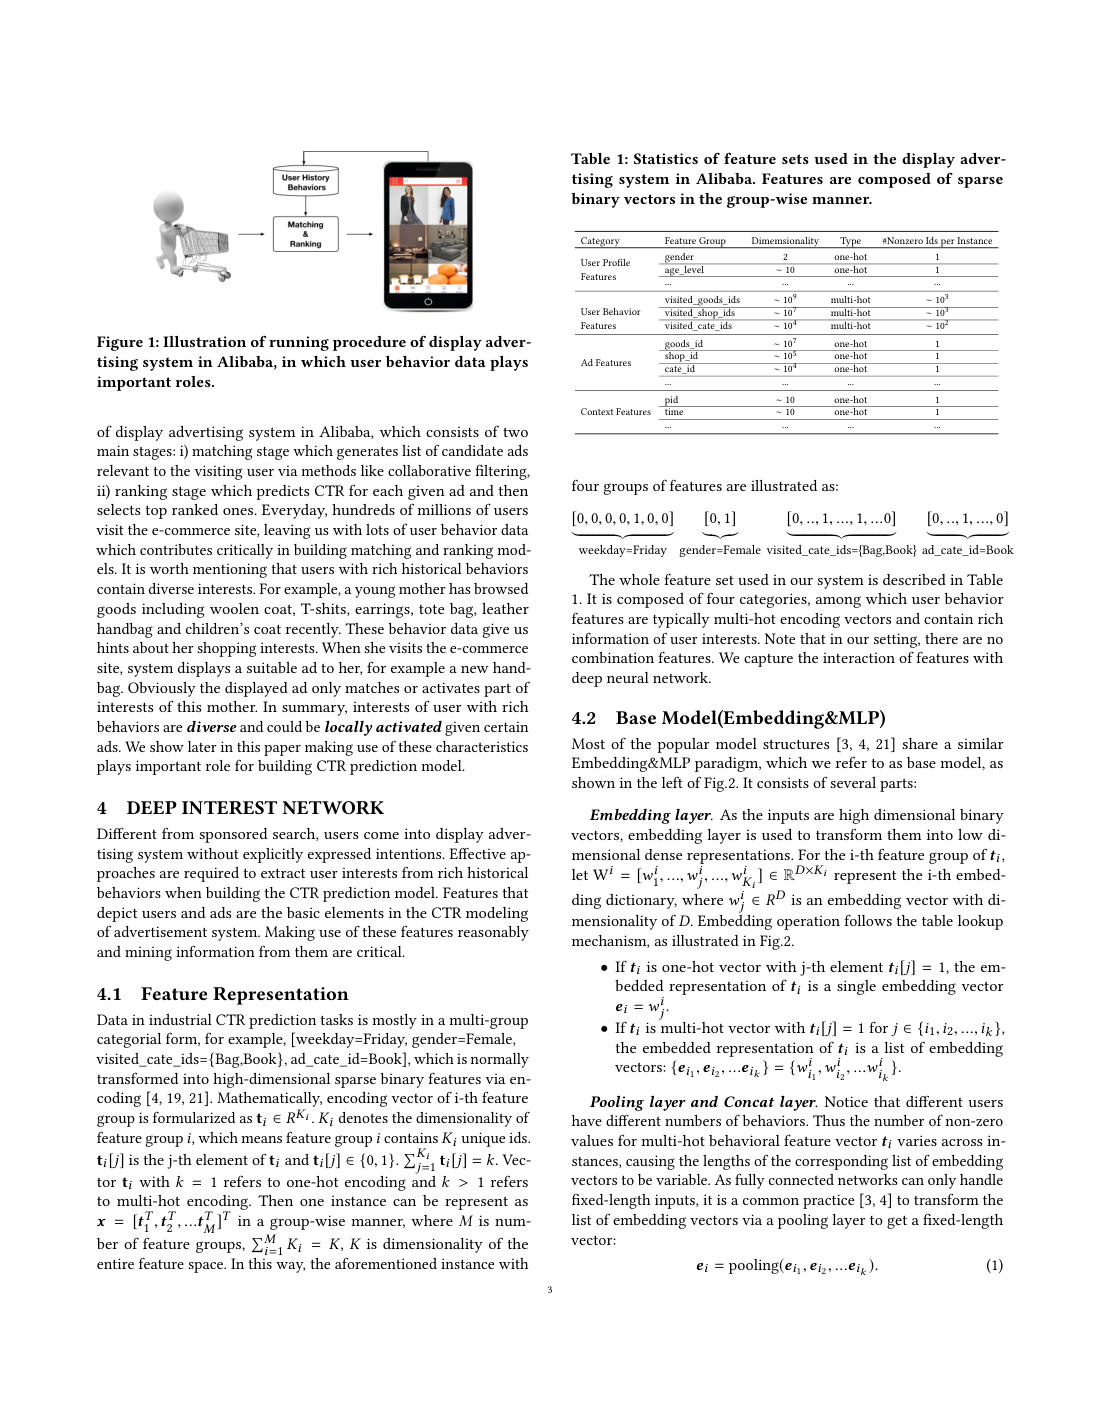 User History
Behaviors
Matching
&
Ranking
Figure 1: Illustration of running procedure of display adver-
tising system in Alibaba, in which user behavior data plays
important roles.
of display advertising system in Alibaba, which consists of two
main stages: i) matching stage which generates list of candidate ads
relevant to the visiting user via methods like collaborative filtering,
ii) ranking stage which predicts CTR for each given ad and then
selects top ranked ones. Everyday, hundreds of millions of users
visit the e-commerce site, leaving us with lots of user behavior data
which contributes critically in building matching and ranking mod-
els. It is worth mentioning that users with rich historical behaviors
contain diverse interests. For example, a young mother has browsed
goods including woolen coat, T-shits, earrings, tote bag, leather
handbag and children's coat recently. These behavior data give us
hints about her shopping interests. When she visits the e-commerce
site, system displays a suitable ad to her, for example a new hand-
bag. Obviously the displayed ad only matches or activates part of
interests of this mother. In summary, interests of user with rich
behaviors are diverse and could be locally activated given certain
ads. We show later in this paper making use of these characteristics
plays important role for building CTR prediction model.
4 DEEP INTEREST NETWORK
Different from sponsored search, users come into display adver-
tising system without explicitly expressed intentions. Effective ap-
proaches are required to extract user interests from rich historical
behaviors when building the CTR prediction model. Features that
depict users and ads are the basic elements in the CTR modeling
of advertisement system. Making use of these features reasonably
and mining information from them are critical.
4.1 Feature Representation
Data in industrial CTR prediction tasks is mostly in a multi-group
categorial form, for example, [weekday=Friday, gender=Female,
visited_cate_ids={Bag,Book}, ad_cate_id=Book], which is normally
transformed into high-dimensional sparse binary features via en-
coding [4, 19, 21]. Mathematically, encoding vector of i-th feature
group is formularized as t_i ∈ R^{K_i}. K_i denotes the dimensionality of
feature group i, which means feature group i contains K_i unique ids.
t_i[j] is the j-th element of t_i and t_i[j] ∈ {0, 1}. ∑_{j=1}^{K_i} t_i[j] = k. Vec-
tor t_i with k = 1 refers to one-hot encoding and k > 1 refers
to multi-hot encoding. Then one instance can be represent as
x = [t_1^T, t_2^T, ...t_M^T]^T in a group-wise manner, where M is num-
ber of feature groups, ∑_{i=1}^{M} K_i = K, K is dimensionality of the
entire feature space. In this way, the aforementioned instance with
Table 1: Statistics of feature sets used in the display adver-
tising system in Alibaba. Features are composed of sparse
binary vectors in the group-wise manner.
Category Feature Group Dimemsionality Type #Nonzero Ids per Instance
User Profile Features gender 2 one-hot 1
age_level ~ 10 one-hot 1
... ... ... ...
User Behavior Features visited_goods_ids ~ 10^9 multi-hot ~ 10^3
visited_shop_ids ~ 10^7 multi-hot ~ 10^3
visited_cate_ids ~ 10^4 multi-hot ~ 10^2
Ad Features goods_id ~ 10^7 one-hot 1
shop_id ~ 10^5 one-hot 1
cate_id ~ 10^4 one-hot 1
... ... ... ...
Context Features pid ~ 10 one-hot 1
time ~ 10 one-hot 1
... ... ... ...
four groups of features are illustrated as:
[0, 0, 0, 0, 1, 0, 0] [0, 1] [0, .., 1, ..., 1, ...0] [0, .., 1, ..., 0]
weekday=Friday gender=Female visited_cate_ids={Bag,Book} ad_cate_id=Book
The whole feature set used in our system is described in Table
1. It is composed of four categories, among which user behavior
features are typically multi-hot encoding vectors and contain rich
information of user interests. Note that in our setting, there are no
combination features. We capture the interaction of features with
deep neural network.
4.2 Base Model(Embedding&MLP)
Most of the popular model structures [3, 4, 21] share a similar
Embedding&MLP paradigm, which we refer to as base model, as
shown in the left of Fig.2. It consists of several parts:
Embedding layer. As the inputs are high dimensional binary
vectors, embedding layer is used to transform them into low di-
mensional dense representations. For the i-th feature group of t_i,
let W^i = [w_1^i, ..., w_j^i, ..., w_{K_i}^i] ∈ ℝ^{D×K_i} represent the i-th embed-
ding dictionary, where w_j^i ∈ R^D is an embedding vector with di-
mensionality of D. Embedding operation follows the table lookup
mechanism, as illustrated in Fig.2.
• If t_i is one-hot vector with j-th element t_i[j] = 1, the em-
bedded representation of t_i is a single embedding vector
e_i = w_j^i.
• If t_i is multi-hot vector with t_i[j] = 1 for j ∈ {i_1, i_2, ..., i_k},
the embedded representation of t_i is a list of embedding
vectors: {e_{i_1}, e_{i_2}, ...e_{i_k}} = {w_{i_1}^i, w_{i_2}^i, ...w_{i_k}^i}.
Pooling layer and Concat layer. Notice that different users
have different numbers of behaviors. Thus the number of non-zero
values for multi-hot behavioral feature vector t_i varies across in-
stances, causing the lengths of the corresponding list of embedding
vectors to be variable. As fully connected networks can only handle
fixed-length inputs, it is a common practice [3, 4] to transform the
list of embedding vectors via a pooling layer to get a fixed-length
vector:
e_i = pooling(e_{i_1}, e_{i_2}, ...e_{i_k}). (1)
3